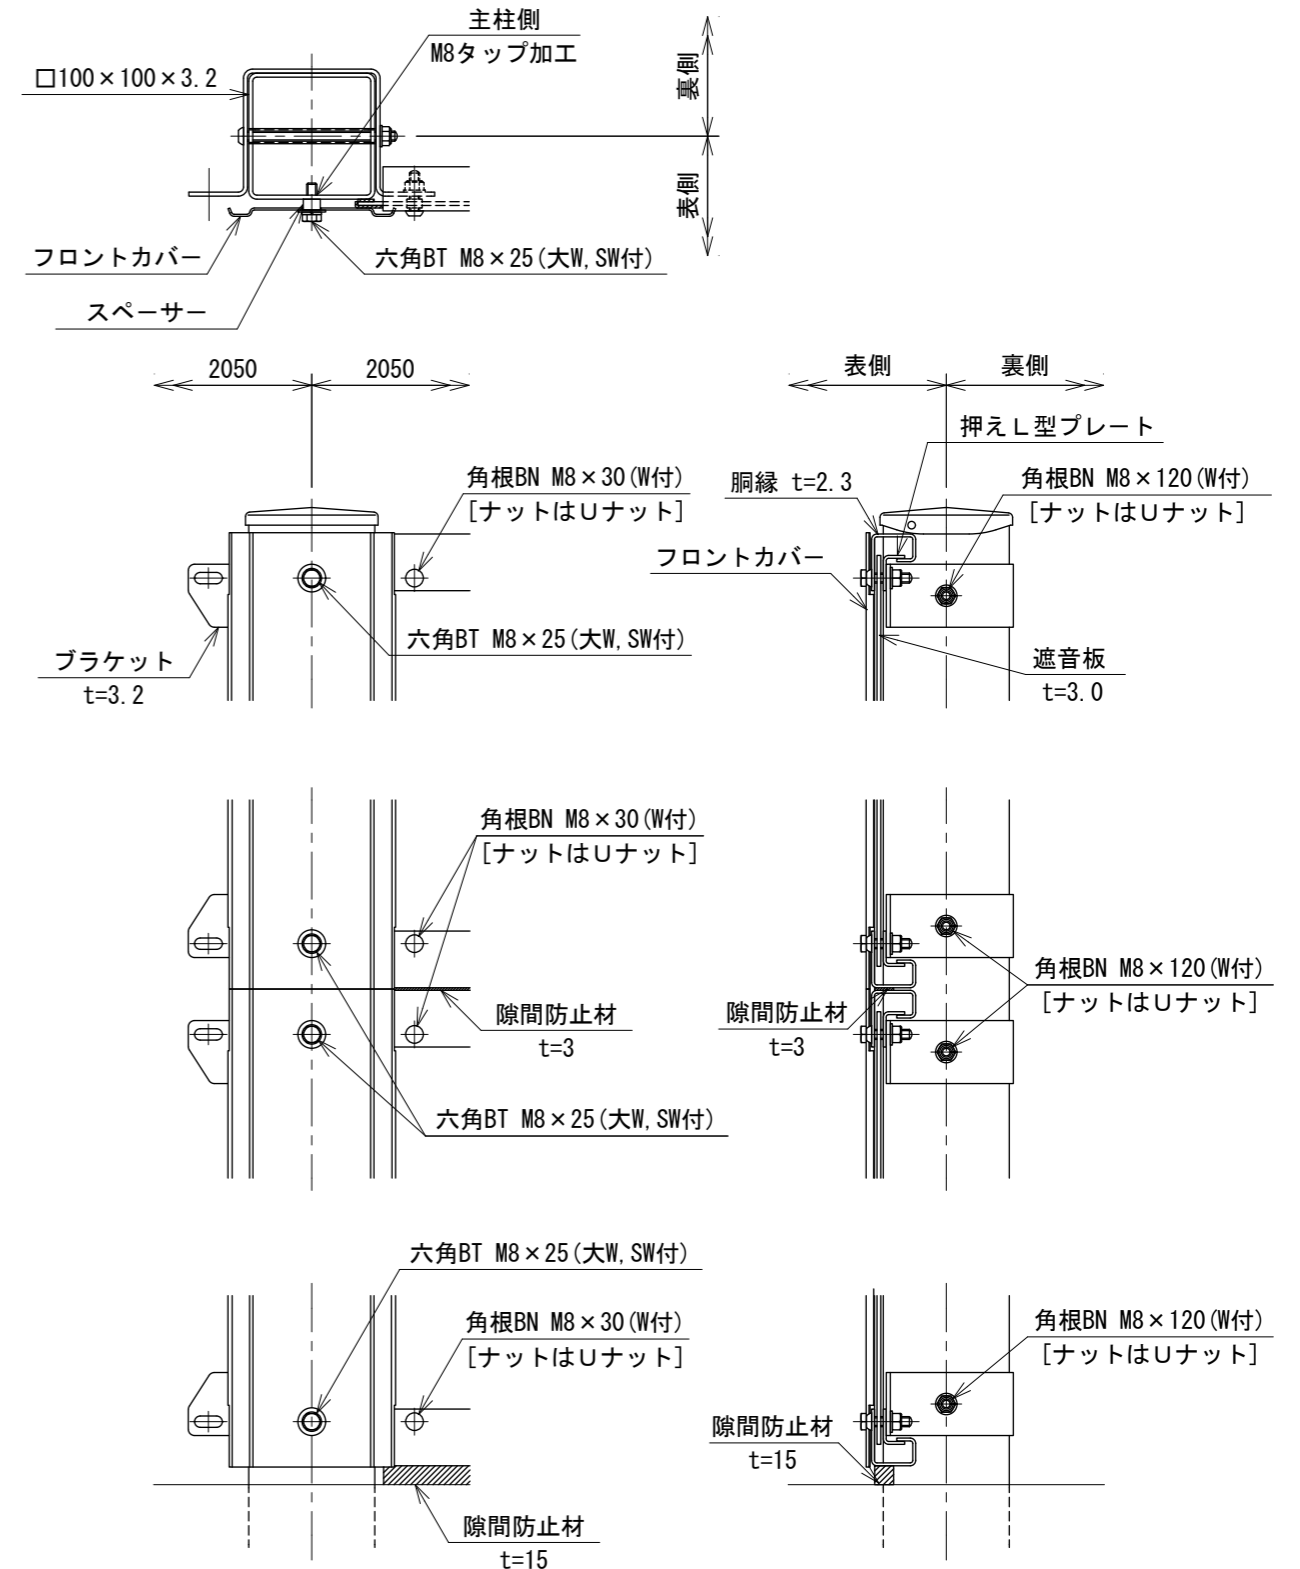 主柱側
M8タップ加工
□100×100×3.2
裏側
表側
フロントカバー
六角BT M8×25(大W,SW付)
スペーサー
2050
2050
表側
裏側
押えL型プレート
角根BN M8×30(W付)
[ナットはUナット]
胴縁 t=2.3
角根BN M8×120(W付)
[ナットはUナット]
フロントカバー
六角BT M8×25(大W,SW付)
ブラケット
t=3.2
遮音板
t=3.0
角根BN M8×30(W付)
[ナットはUナット]
隙間防止材
t=3
六角BT M8×25(大W,SW付)
角根BN M8×120(W付)
[ナットはUナット]
隙間防止材
t=3
六角BT M8×25(大W,SW付)
角根BN M8×30(W付)
[ナットはUナット]
隙間防止材
t=15
角根BN M8×120(W付)
[ナットはUナット]
隙間防止材
t=15